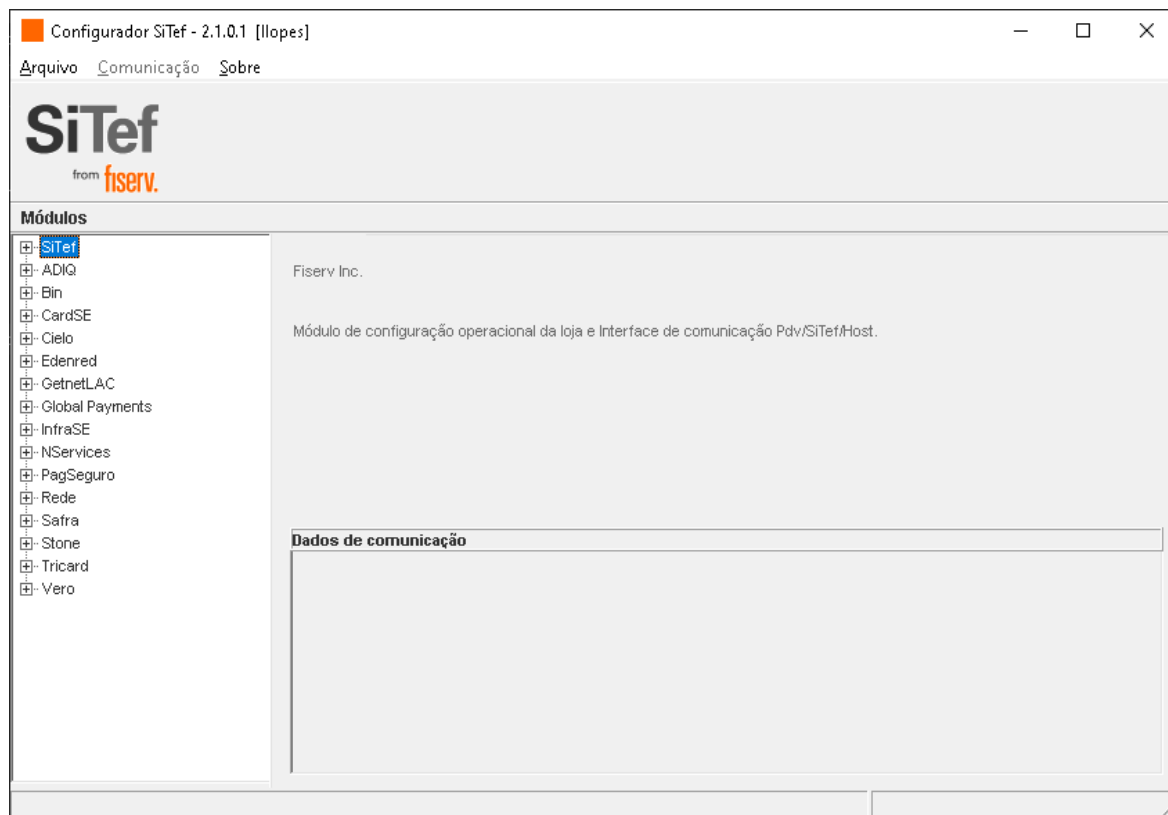 Configurador SiTef - 2.1.0.1 [llopes]
Arquivo Comunicação Sobre
SiTef
from fiserv.
Módulos
SiTef
ADIQ
Bin
CardSE
Cielo
Edenred
GetnetLAC
Global Payments
InfraSE
NServices
PagSeguro
Rede
Safra
Stone
Tricard
Vero
Fiserv Inc.
Módulo de configuração operacional da loja e Interface de comunicação Pdv/SiTef/Host.
Dados de comunicação